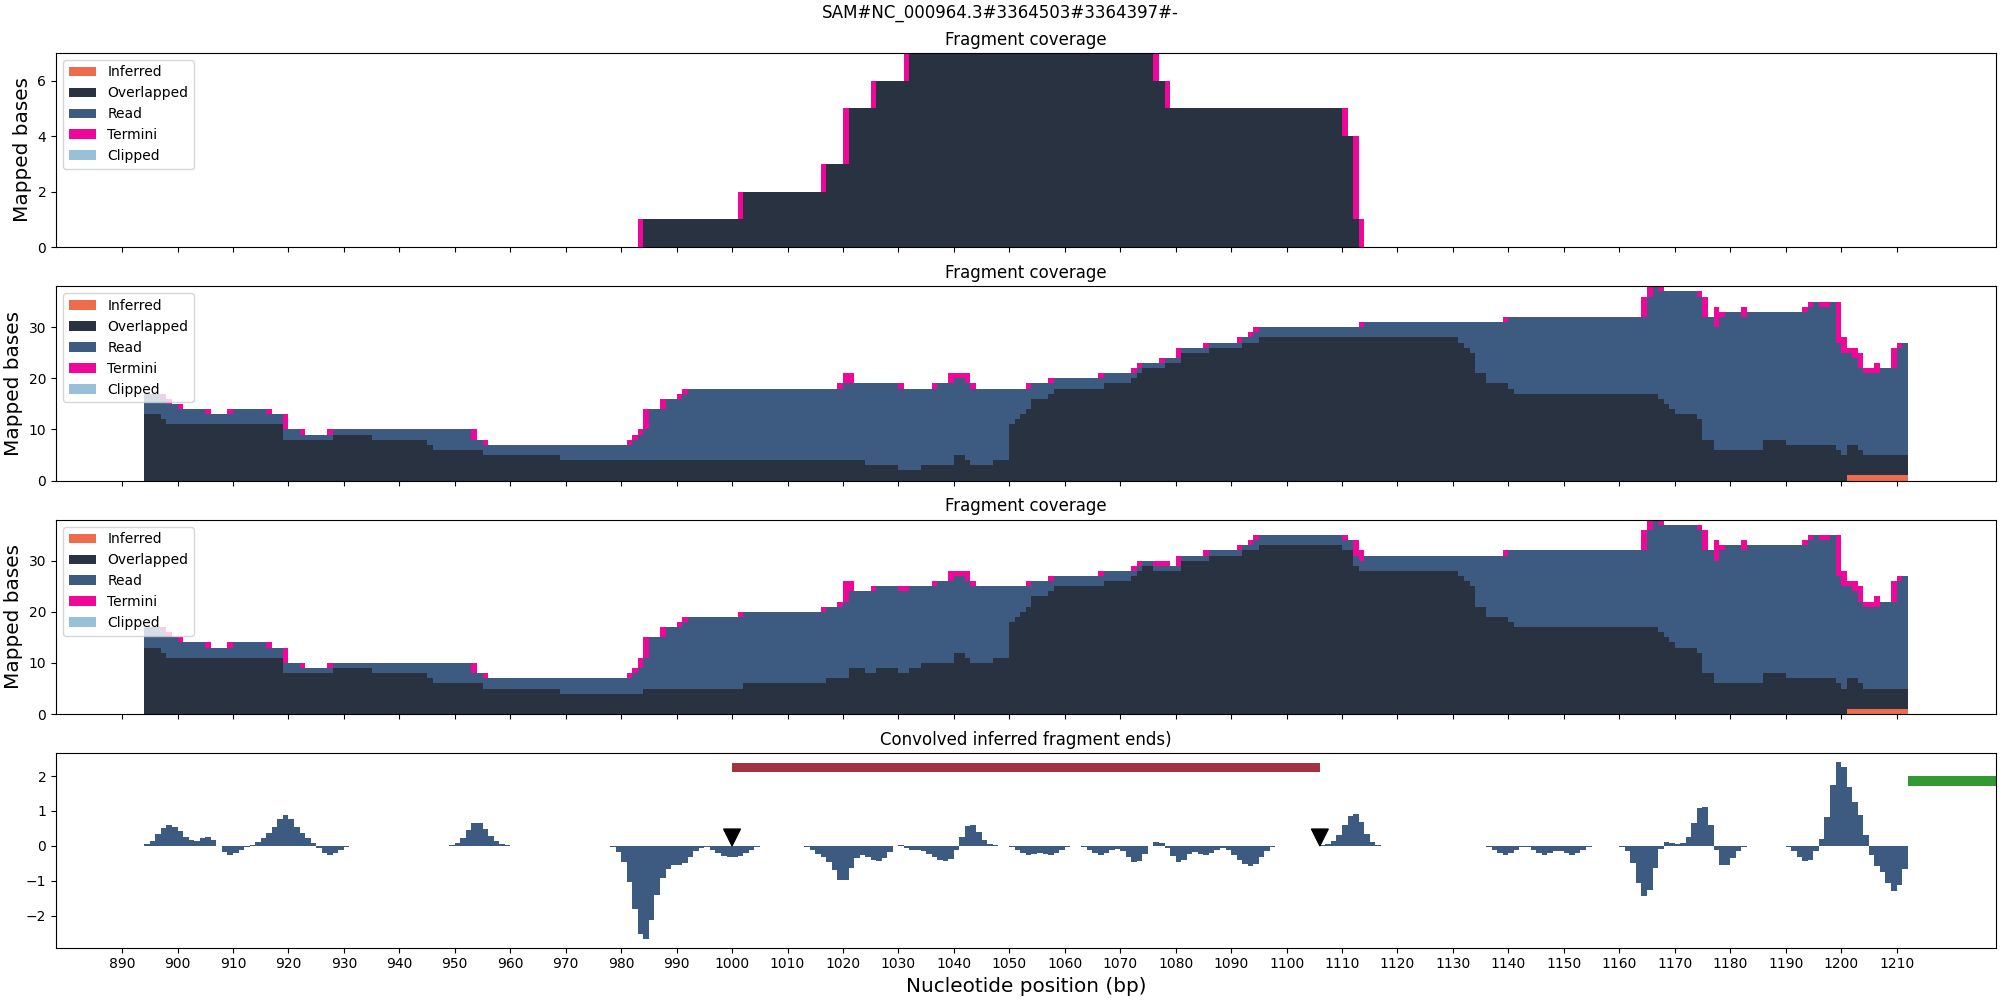 SAM#NC_000964.3#3364503#3364397#-
Fragment coverage
Mapped bases
6
4
2
0
Inferred
Overlapped
Read
Termini
Clipped
Fragment coverage
Mapped bases
30
20
10
0
Inferred
Overlapped
Read
Termini
Clipped
Fragment coverage
Mapped bases
30
20
10
0
Inferred
Overlapped
Read
Termini
Clipped
Convolved inferred fragment ends)
2
1
0
−1
−2
890 900 910 920 930 940 950 960 970 980 990 1000 1010 1020 1030 1040 1050 1060 1070 1080 1090 1100 1110 1120 1130 1140 1150 1160 1170 1180 1190 1200 1210
Nucleotide position (bp)